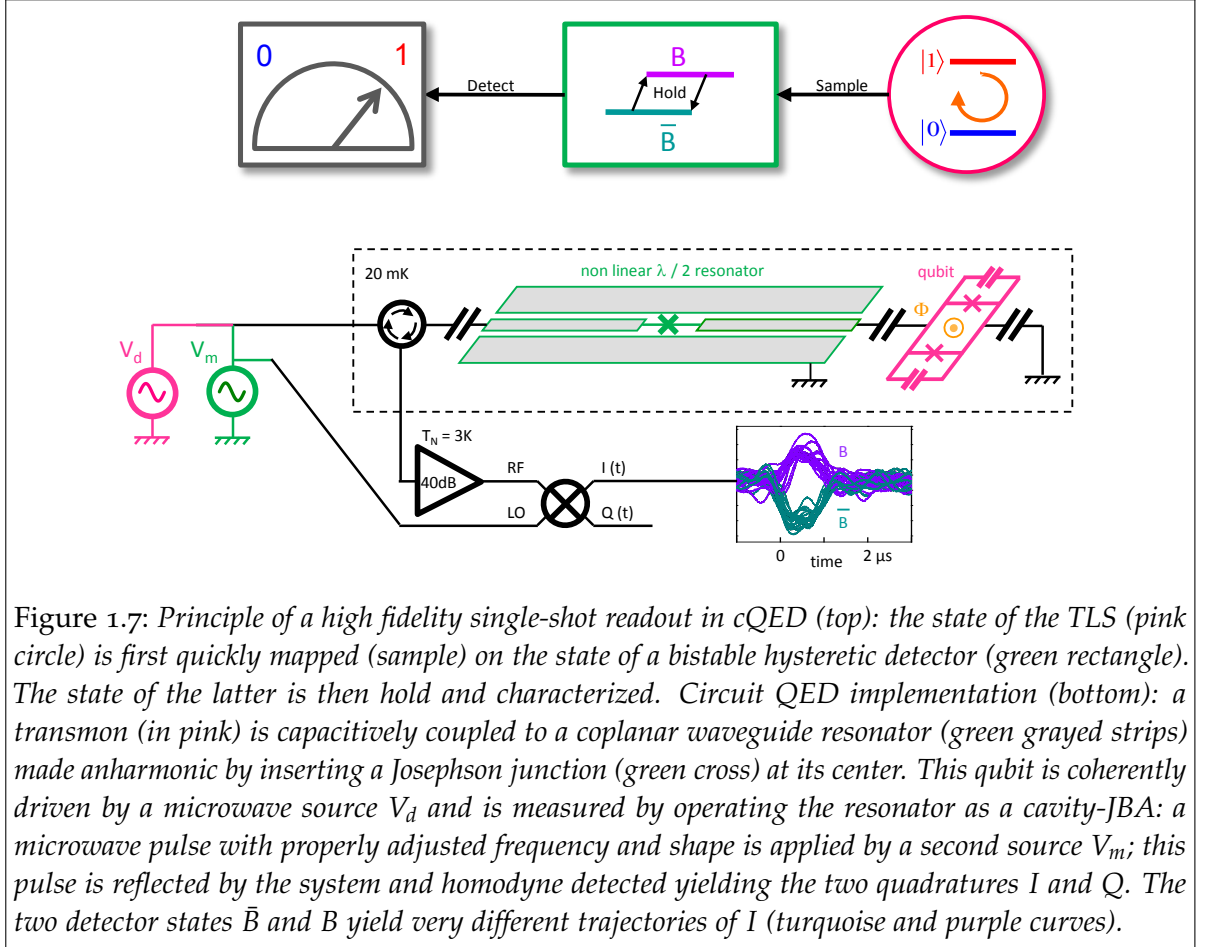 0
1
Detect
B
Hold
B̄
Sample
|1⟩
|0⟩
20 mK
non linear λ / 2 resonator
qubit
Φ
V_d
V_m
T_N = 3K
40dB
RF
LO
I (t)
Q (t)
B
B̄
0
2 µs
time
Figure 1.7: Principle of a high fidelity single-shot readout in cQED (top): the state of the TLS (pink
circle) is first quickly mapped (sample) on the state of a bistable hysteretic detector (green rectangle).
The state of the latter is then hold and characterized. Circuit QED implementation (bottom): a
transmon (in pink) is capacitively coupled to a coplanar waveguide resonator (green grayed strips)
made anharmonic by inserting a Josephson junction (green cross) at its center. This qubit is coherently
driven by a microwave source V_d and is measured by operating the resonator as a cavity-JBA: a
microwave pulse with properly adjusted frequency and shape is applied by a second source V_m; this
pulse is reflected by the system and homodyne detected yielding the two quadratures I and Q. The
two detector states B̄ and B yield very different trajectories of I (turquoise and purple curves).